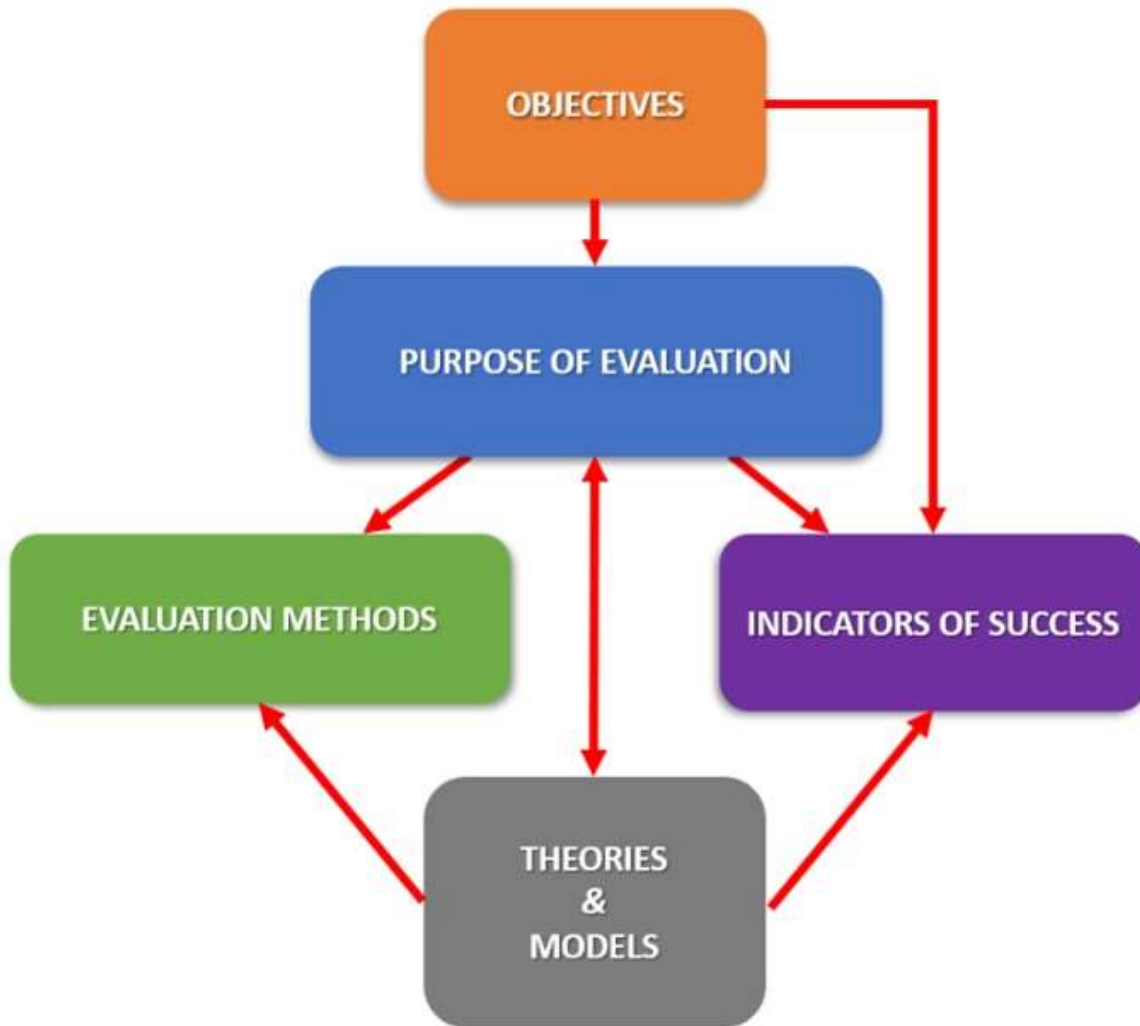 OBJECTIVES
PURPOSE OF EVALUATION
EVALUATION METHODS
INDICATORS OF SUCCESS
THEORIES
&
MODELS